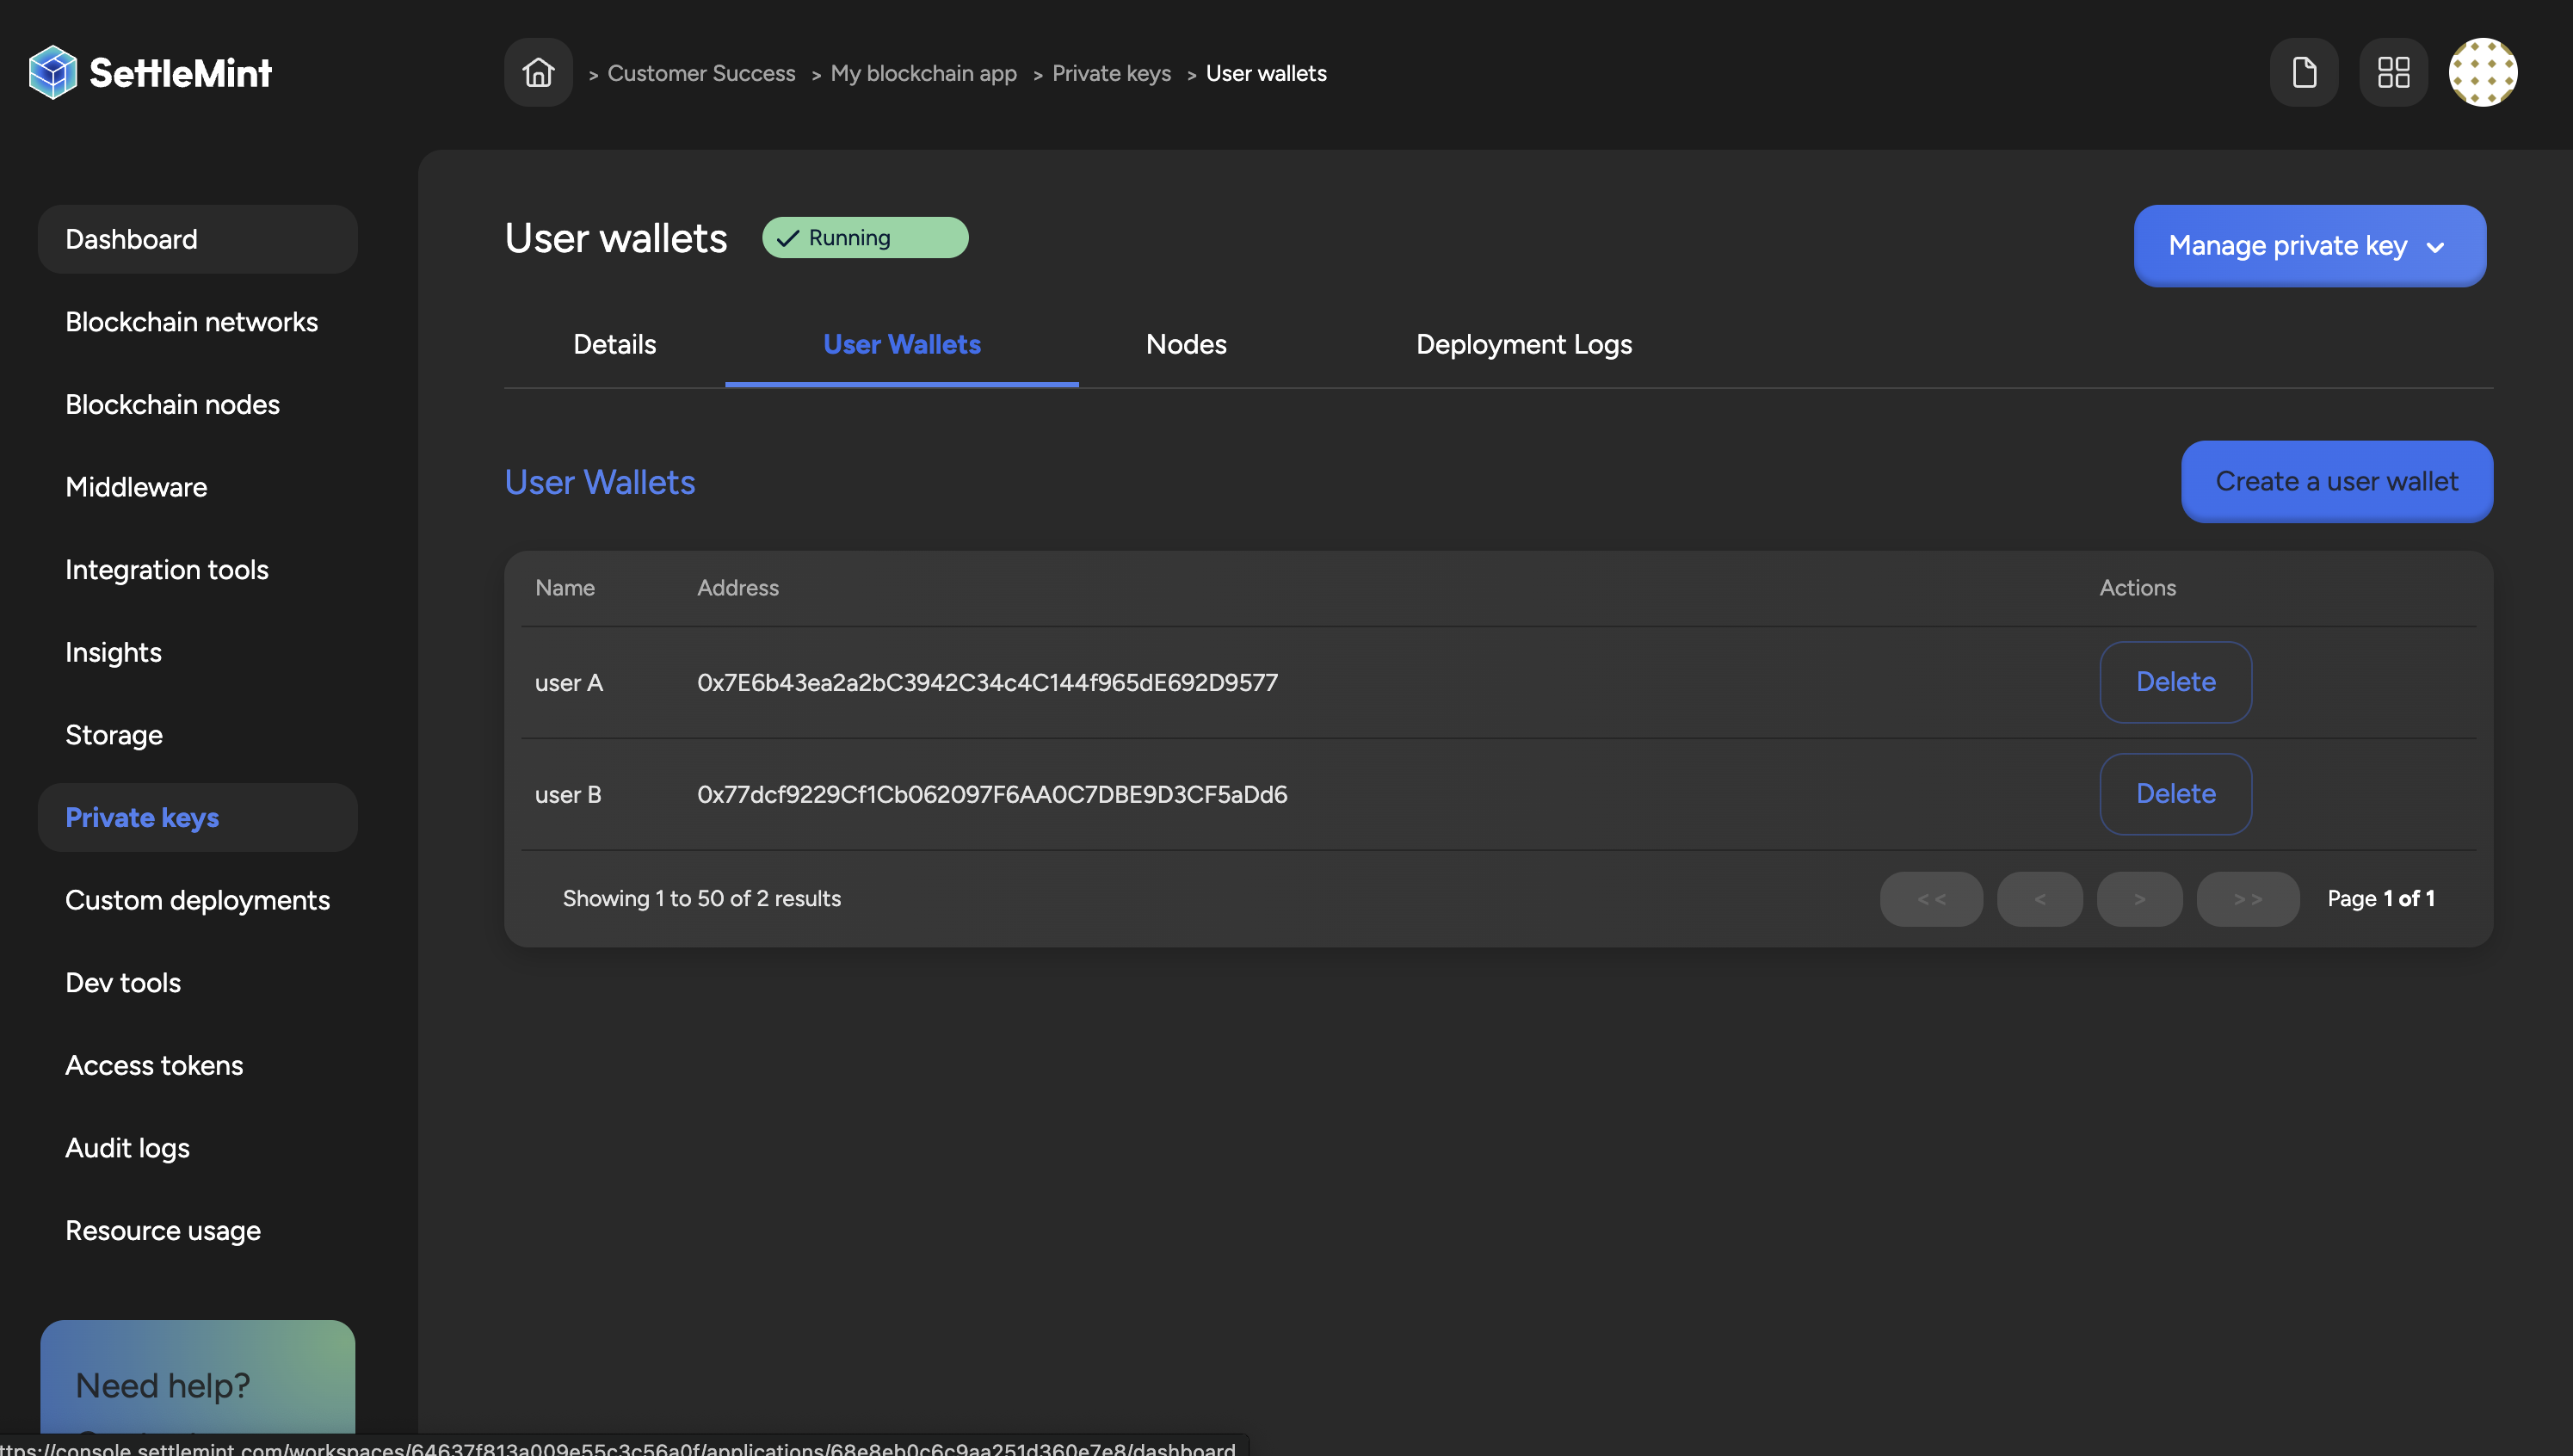 SettleMint
> Customer Success > My blockchain app > Private keys > User wallets
Dashboard
Blockchain networks
Blockchain nodes
Middleware
Integration tools
Insights
Storage
Private keys
Custom deployments
Dev tools
Access tokens
Audit logs
Resource usage
Need help?
User wallets
Running
Manage private key
Details User Wallets Nodes Deployment Logs
User Wallets
Create a user wallet
Name Address Actions
user A 0x7E6b43ea2a2bC3942C34c4C144f965dE692D9577 Delete
user B 0x77dcf9229Cf1Cb062097F6AA0C7DBE9D3CF5aDd6 Delete
Showing 1 to 50 of 2 results
<< < > >> Page 1 of 1
ttps://console.settlemint.com/workspaces/64637f813a009e55c3c56a0f/applications/68e8eb0c6c9aa251d360e7e8/dashboard